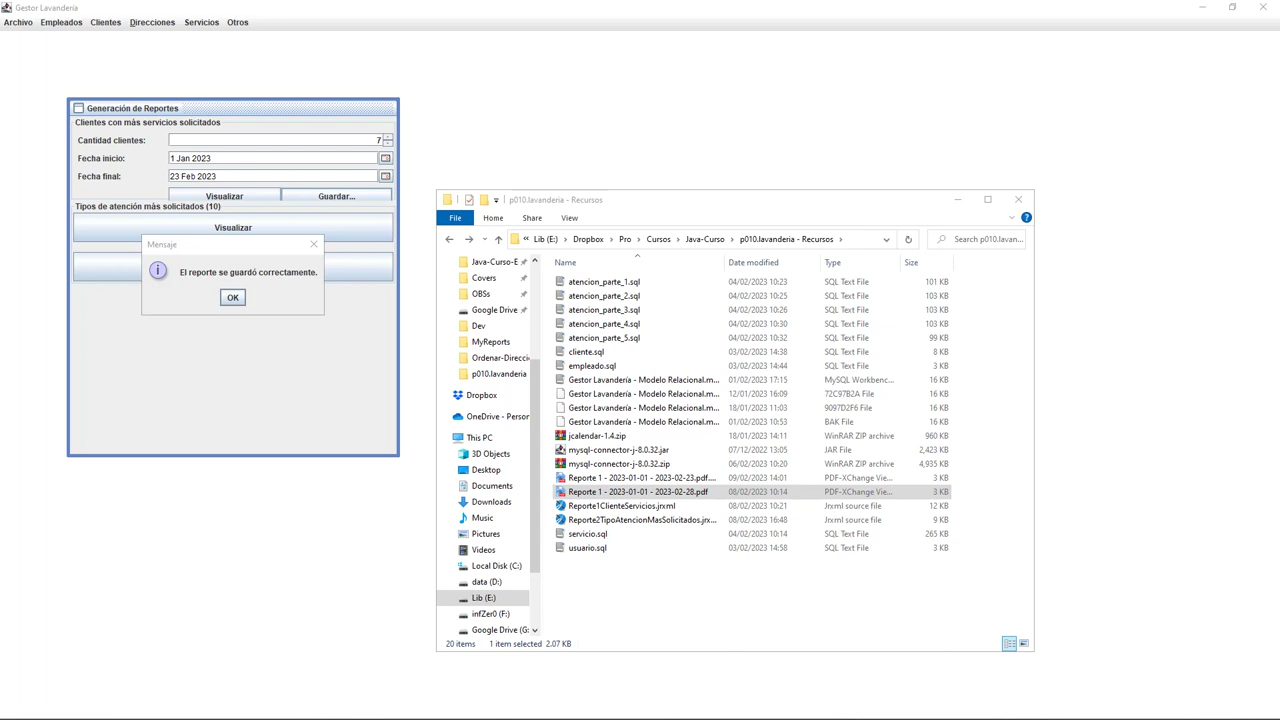 Gestor Lavandería
Archivo Empleados Clientes Direcciones Servicios Otros
Generación de Reportes
Clientes con más servicios solicitados
Cantidad clientes: 7
Fecha inicio: 1 Jan 2023
Fecha final: 23 Feb 2023
Visualizar Guardar...
Tipos de atención màs solicitados (10)
Visualizar
Mensaje
El reporte se guardó correctamente.
OK
p010.lavanderia - Recursos
File Home Share View
« Lib (E:) > Dropbox > Pro > Cursos > Java-Curso > p010.lavanderia - Recursos >
Search p010.lavan...
Java-Curso-E
Covers
OBSs
Google Drive
Dev
MyReports
Ordenar-Direcci
p010.lavanderia
Dropbox
OneDrive - Person
This PC
3D Objects
Desktop
Documents
Downloads
Music
Pictures
Videos
Local Disk (C:)
data (D:)
Lib (E:)
infZer0 (F:)
Google Drive (G:
Name Date modified Type Size
atencion_parte_1.sql 04/02/2023 10:23 SQL Text File 101 KB
atencion_parte_2.sql 04/02/2023 10:25 SQL Text File 103 KB
atencion_parte_3.sql 04/02/2023 10:26 SQL Text File 103 KB
atencion_parte_4.sql 04/02/2023 10:30 SQL Text File 103 KB
atencion_parte_5.sql 04/02/2023 10:32 SQL Text File 99 KB
cliente.sql 03/02/2023 14:38 SQL Text File 8 KB
empleado.sql 03/02/2023 14:44 SQL Text File 3 KB
Gestor Lavandería - Modelo Relacional.m... 01/02/2023 17:15 MySQL Workbenc... 16 KB
Gestor Lavandería - Modelo Relacional.m... 12/01/2023 16:09 72C97B2A File 16 KB
Gestor Lavandería - Modelo Relacional.m... 18/01/2023 11:03 9097D2F6 File 16 KB
Gestor Lavandería - Modelo Relacional.m... 01/02/2023 10:53 BAK File 16 KB
jcalendar-1.4.zip 18/01/2023 14:11 WinRAR ZIP archive 960 KB
mysql-connector-j-8.0.32.jar 07/12/2022 13:05 JAR File 2,423 KB
mysql-connector-j-8.0.32.zip 06/02/2023 10:20 WinRAR ZIP archive 4,935 KB
Reporte 1 - 2023-01-01 - 2023-02-23.pdf.... 09/02/2023 14:01 PDF-XChange Vie... 3 KB
Reporte 1 - 2023-01-01 - 2023-02-28.pdf 08/02/2023 10:14 PDF-XChange Vie... 3 KB
Reporte1ClienteServicios.jrxml 08/02/2023 10:21 Jrxml source file 12 KB
Reporte2TipoAtencionMasSolicitados.jrx... 08/02/2023 16:48 Jrxml source file 9 KB
servicio.sql 04/02/2023 10:14 SQL Text File 265 KB
usuario.sql 03/02/2023 14:58 SQL Text File 3 KB
20 items 1 item selected 2.07 KB